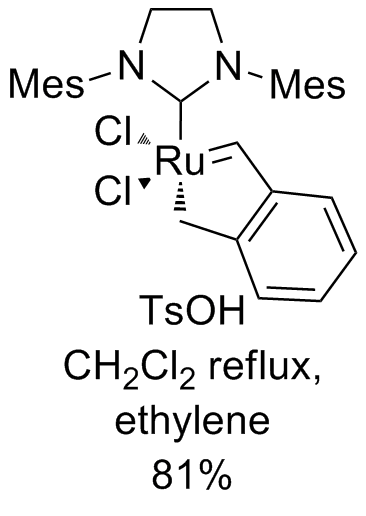 N N
Mes Mes
Cl
Ru
Cl
TsOH
CH₂Cl₂ reflux,
ethylene
81%